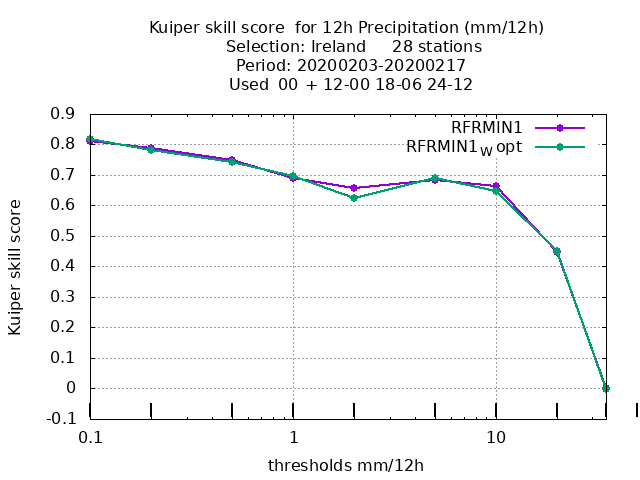 Kuiper skill score  for 12h Precipitation (mm/12h)
Selection: Ireland     28 stations
Period: 20200203-20200217
Used  00 + 12-00 18-06 24-12
RFRMIN1
RFRMIN1W opt
0.9
0.8
0.7
0.6
0.5
0.4
0.3
0.2
0.1
0
-0.1
Kuiper skill score
0.1 1 10
thresholds mm/12h